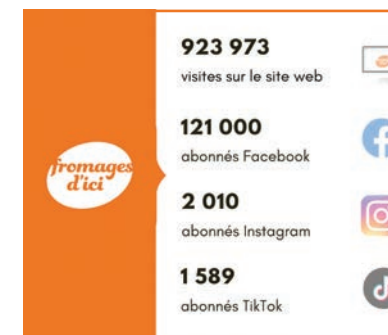 fromages
d'ici
923 973
visites sur le site web
121 000
abonnés Facebook
2 010
abonnés Instagram
1 589
abonnés TikTok